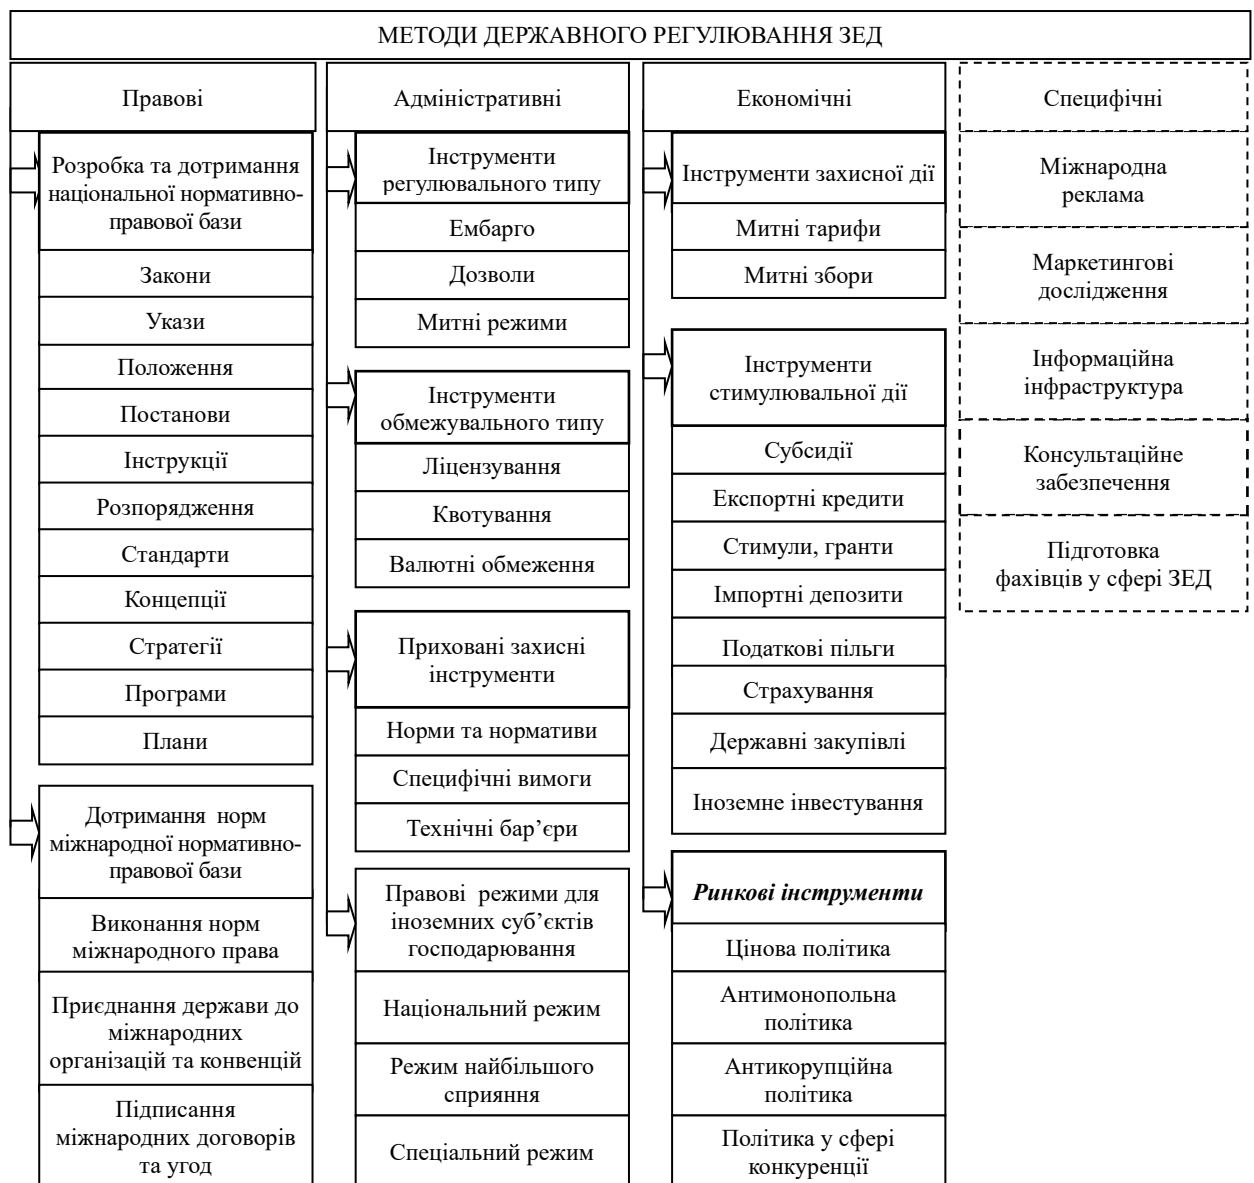 МЕТОДИ ДЕРЖАВНОГО РЕГУЛЮВАННЯ ЗЕД
Правові
Розробка та дотримання
національної нормативно-
правової бази
Закони
Укази
Положення
Постанови
Інструкції
Розпорядження
Стандарти
Концепції
Стратегії
Програми
Плани
Дотримання норм
міжнародної нормативно-
правової бази
Виконання норм
міжнародного права
Приєднання держави до
міжнародних
організацій та конвенцій
Підписання
міжнародних договорів
та угод
Адміністративні
Інструменти
регулювального типу
Ембарго
Дозволи
Митні режими
Інструменти
обмежувального типу
Ліцензування
Квотування
Валютні обмеження
Приховані захисні
інструменти
Норми та нормативи
Специфічні вимоги
Технічні бар’єри
Правові режими для
іноземних суб’єктів
господарювання
Національний режим
Режим найбільшого
сприяння
Спеціальний режим
Економічні
Інструменти захисної дії
Митні тарифи
Митні збори
Інструменти
стимулювальної дії
Субсидії
Експортні кредити
Стимули, гранти
Імпортні депозити
Податкові пільги
Страхування
Державні закупівлі
Іноземне інвестування
Ринкові інструменти
Цінова політика
Антимонопольна
політика
Антикорупційна
політика
Політика у сфері
конкуренції
Специфічні
Міжнародна
реклама
Маркетингові
дослідження
Інформаційна
інфраструктура
Консультаційне
забезпечення
Підготовка
фахівців у сфері ЗЕД